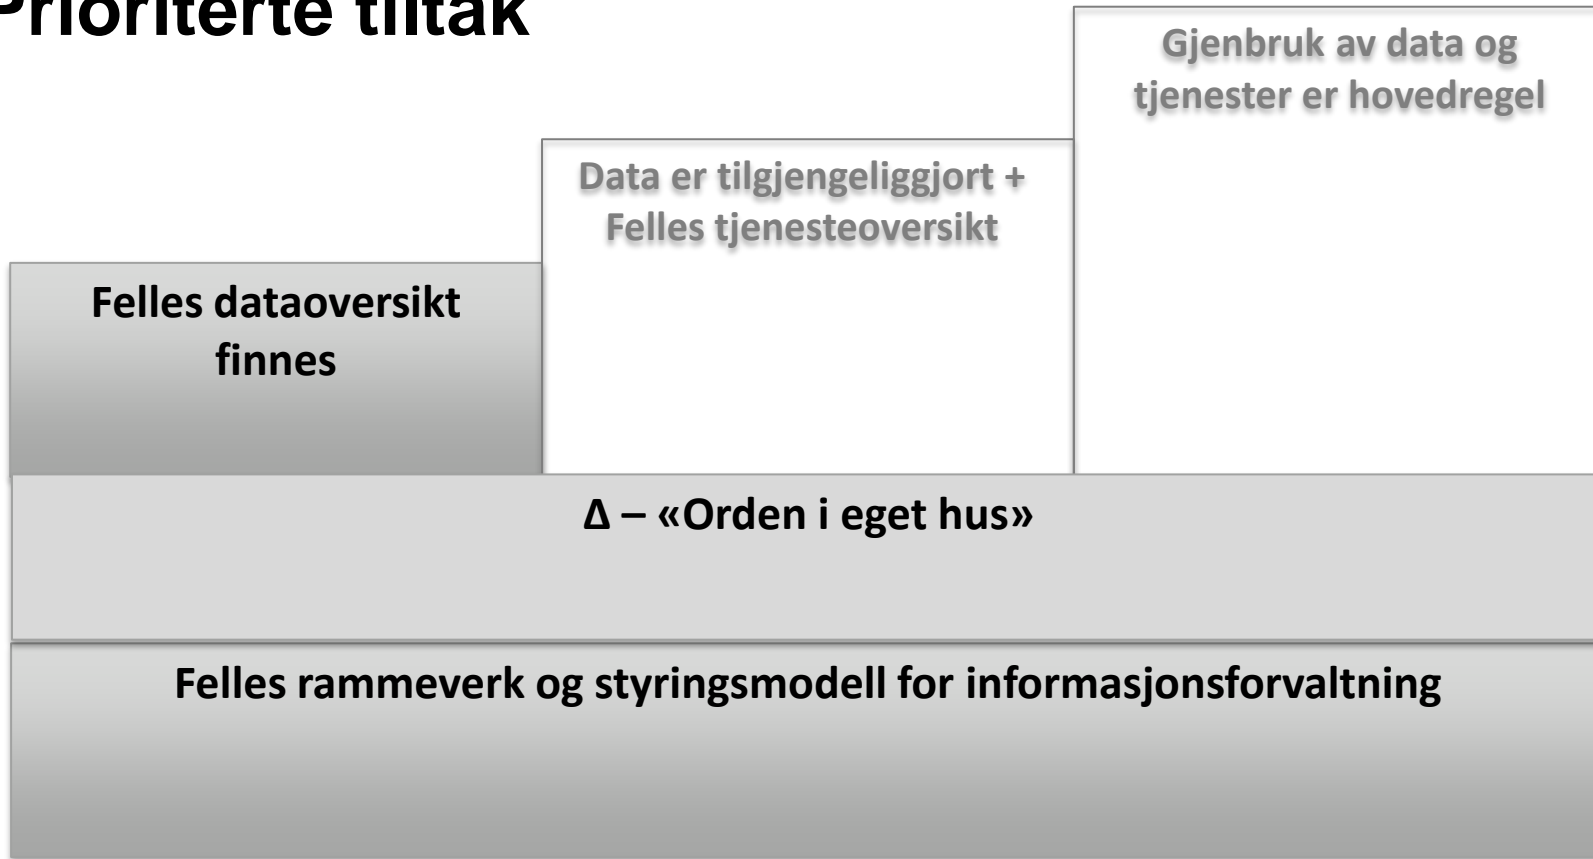 Prioriterte tiltak
Gjenbruk av data og
tjenester er hovedregel
Data er tilgjengeliggjort +
Felles tjenesteoversikt
Felles dataoversikt
finnes
Δ – «Orden i eget hus»
Felles rammeverk og styringsmodell for informasjonsforvaltning